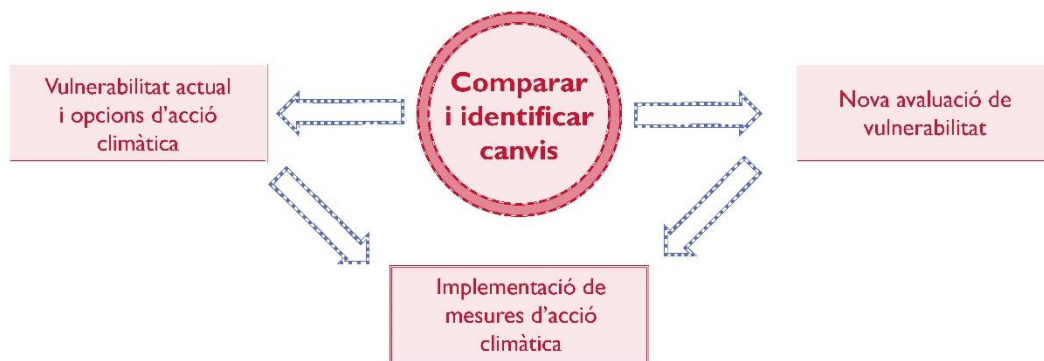 Vulnerabilitat actual
i opcions d'acció
climàtica
Comparar
i identificar
canvis
Nova avaluació de
vulnerabilitat
Implementació de
mesures d'acció
climàtica